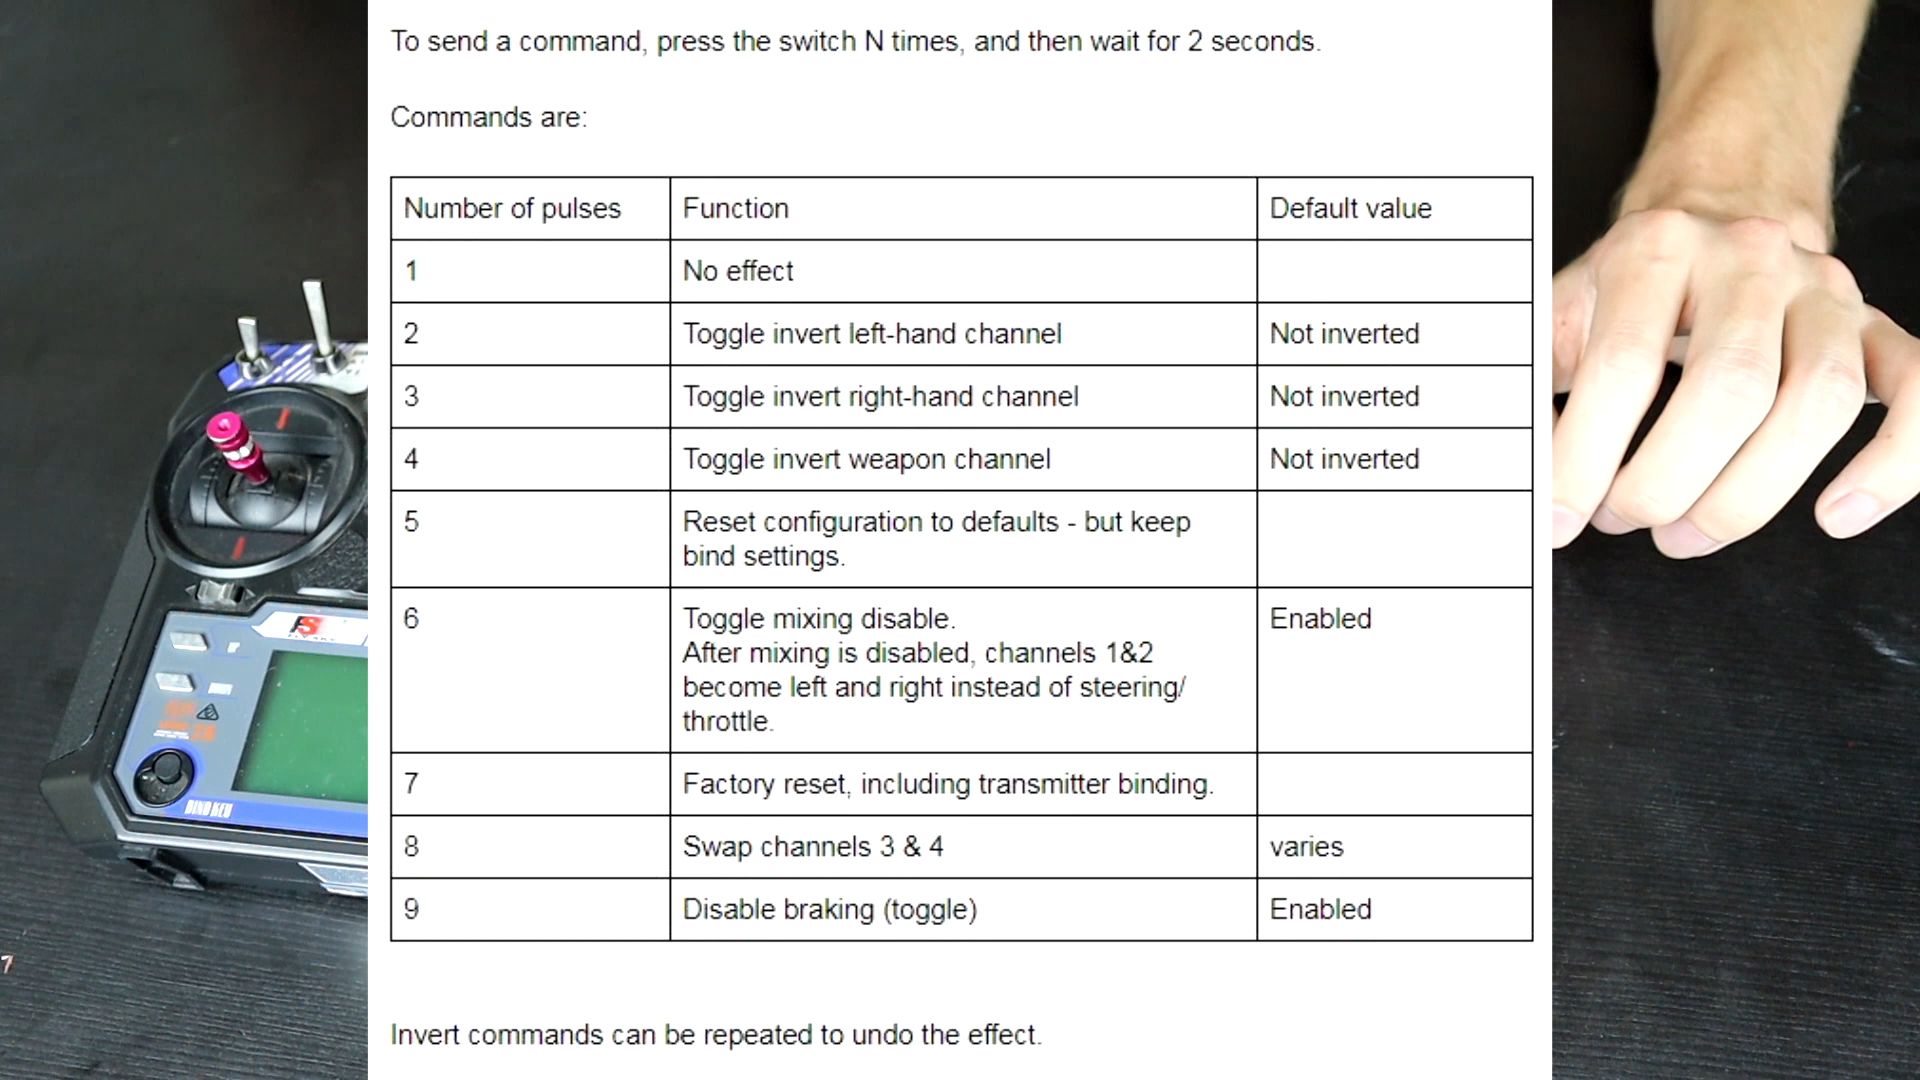 To send a command, press the switch N times, and then wait for 2 seconds.
Commands are:
Number of pulses Function Default value
1 No effect
2 Toggle invert left-hand channel Not inverted
3 Toggle invert right-hand channel Not inverted
4 Toggle invert weapon channel Not inverted
5 Reset configuration to defaults - but keep
bind settings.
6 Toggle mixing disable. Enabled
After mixing is disabled, channels 1&2
become left and right instead of steering/
throttle.
7 Factory reset, including transmitter binding.
8 Swap channels 3 & 4 varies
9 Disable braking (toggle) Enabled
Invert commands can be repeated to undo the effect.
FS
BIND KEY